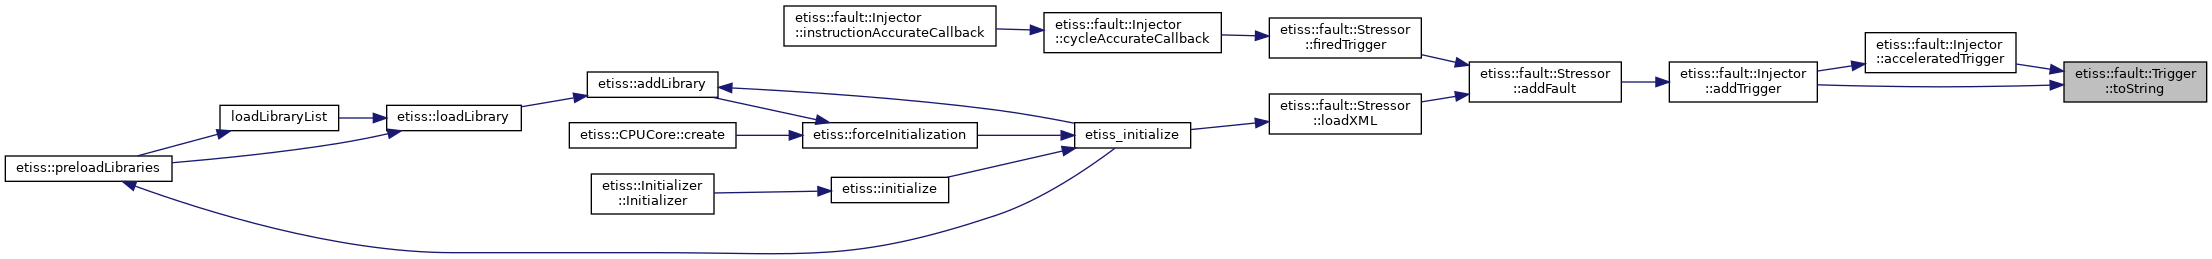 etiss::fault::Injector
::instructionAccurateCallback
etiss::fault::Injector
::cycleAccurateCallback
etiss::fault::Stressor
::firedTrigger
etiss::fault::Injector
::acceleratedTrigger
etiss::fault::Trigger
::toString
etiss::fault::Stressor
::addFault
etiss::fault::Injector
::addTrigger
etiss::addLibrary
loadLibraryList
etiss::loadLibrary
etiss::fault::Stressor
::loadXML
etiss::CPUCore::create
etiss::forceInitialization
etiss_initialize
etiss::preloadLibraries
etiss::Initializer
::Initializer
etiss::initialize